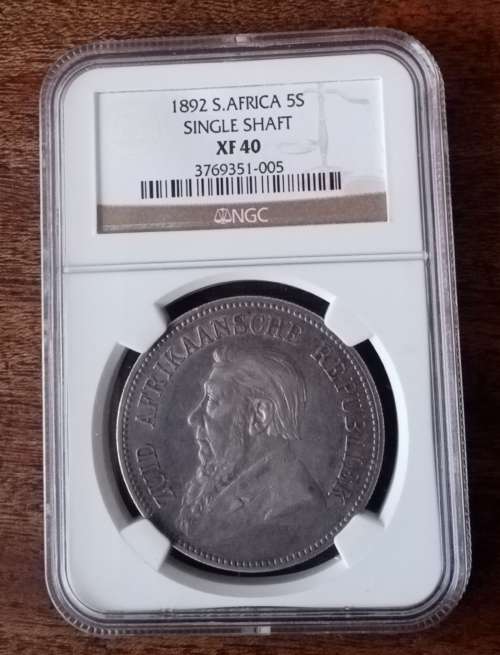 1892 S.AFRICA 5S
SINGLE SHAFT
XF 40
3769351-005
NGC
ZUID AFRIKAANSCHE REPUBLIEK